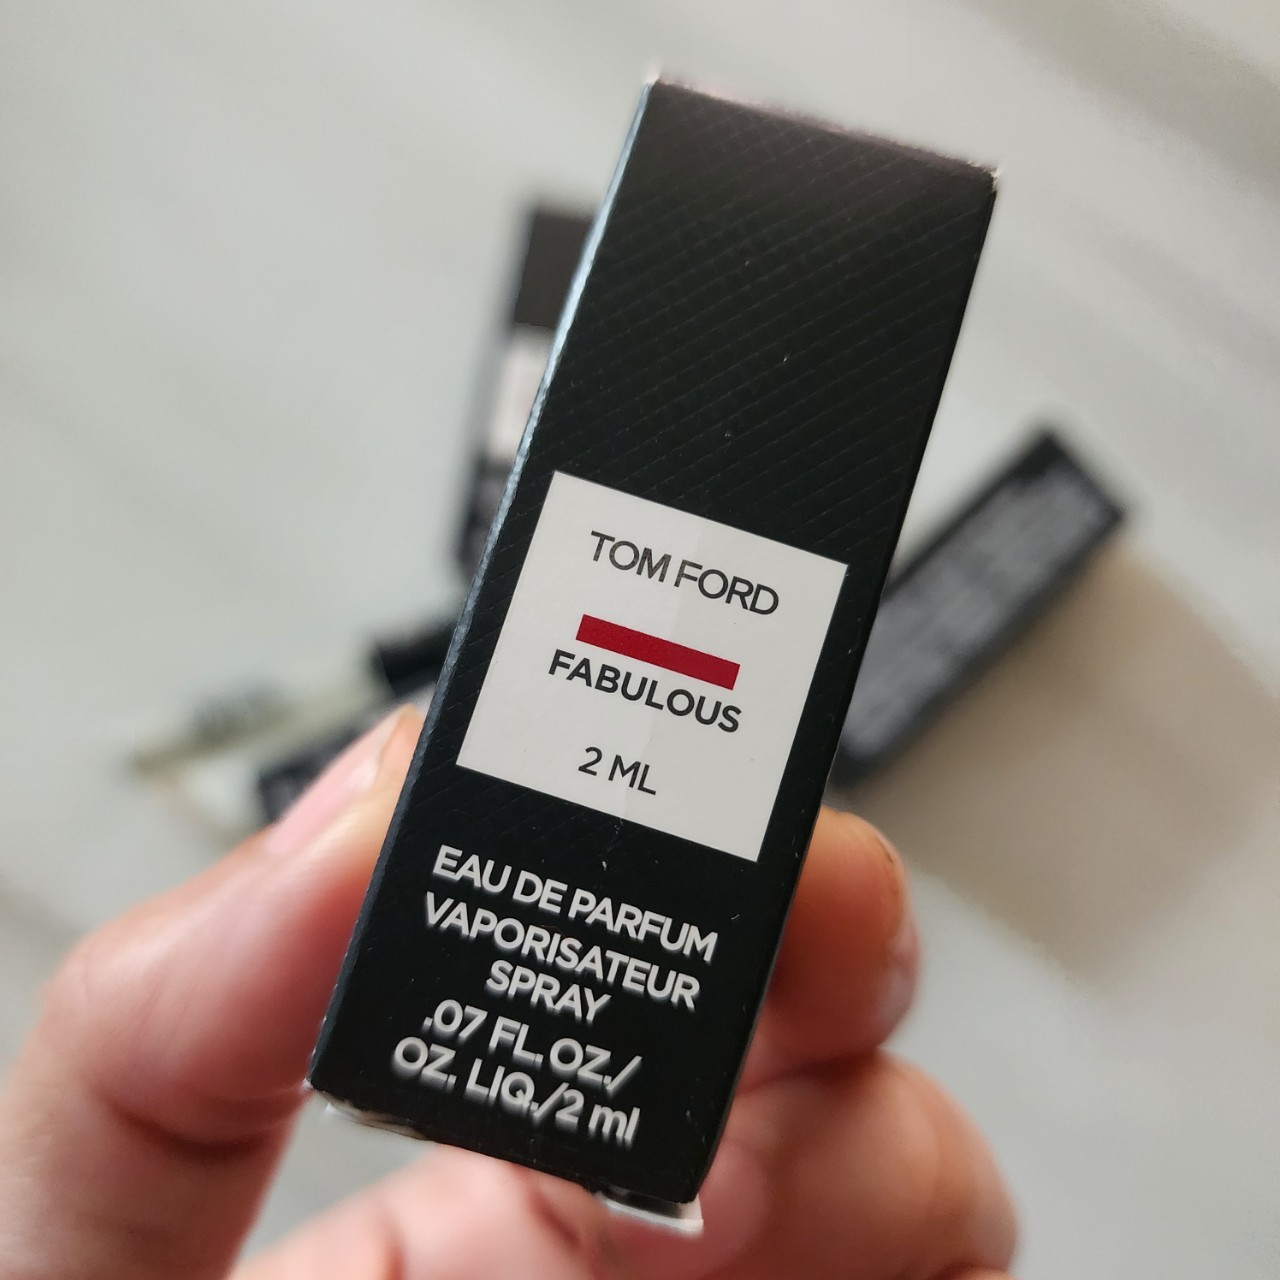 TOM FORD
FABULOUS
2 ML
EAU DE PARFUM
VAPORISATEUR
SPRAY
.07 FL.OZ./
OZ. LIQ./2 ml